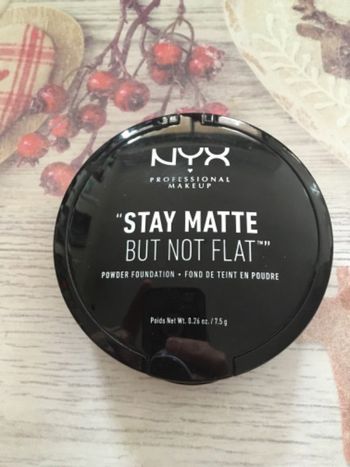 NYX
PROFESSIONAL
MAKEUP
"STAY MATTE
BUT NOT FLAT™"
POWDER FOUNDATION • FOND DE TEINT EN POUDRE
Poids Net Wt. 0.26 oz. / 7.5 g